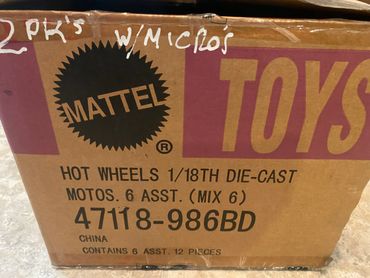 2 PK's W/MICROS
MATTEL
®
TOYS
HOT WHEELS 1/18TH DIE-CAST
MOTOS. 6 ASST. (MIX 6)
47118-986BD
CHINA
CONTAINS 6 ASST. 12 PIECES